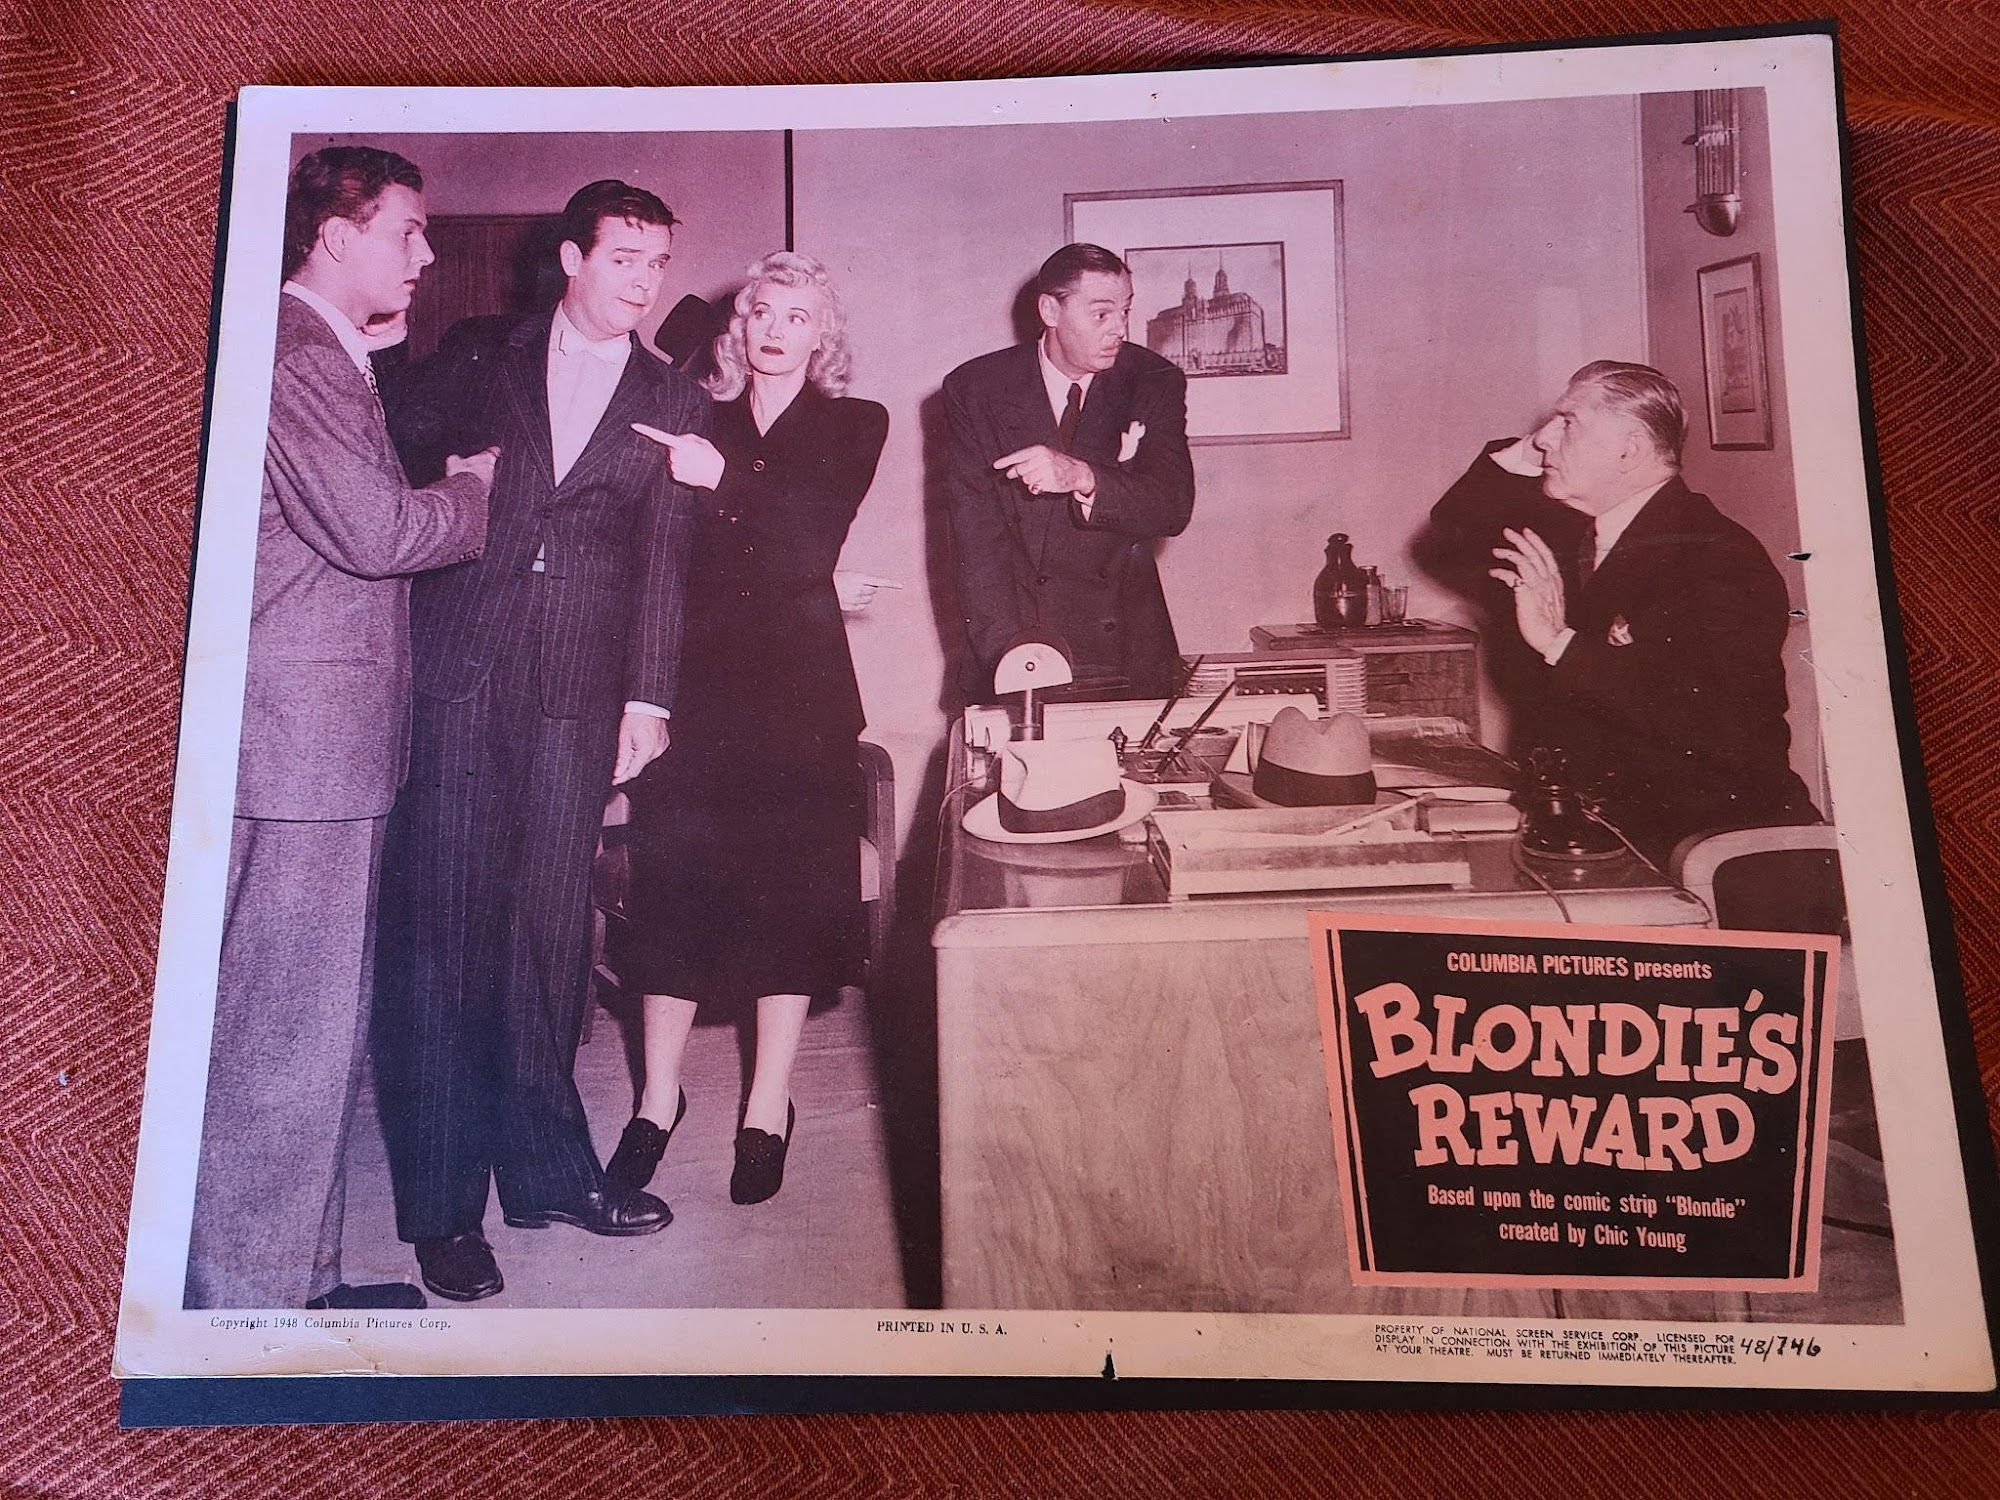 COLUMBIA PICTURES presents
BLONDIE'S
REWARD
Based upon the comic strip "Blondie"
created by Chic Young
Copyright 1948 Columbia Pictures Corp.
PRINTED IN U. S. A.
PROPERTY OF NATIONAL SCREEN SERVICE CORP. LICENSED FOR
DISPLAY IN CONNECTION WITH THE EXHIBITION OF THIS PICTURE
AT YOUR THEATRE. MUST BE RETURNED IMMEDIATELY THEREAFTER.
48/746